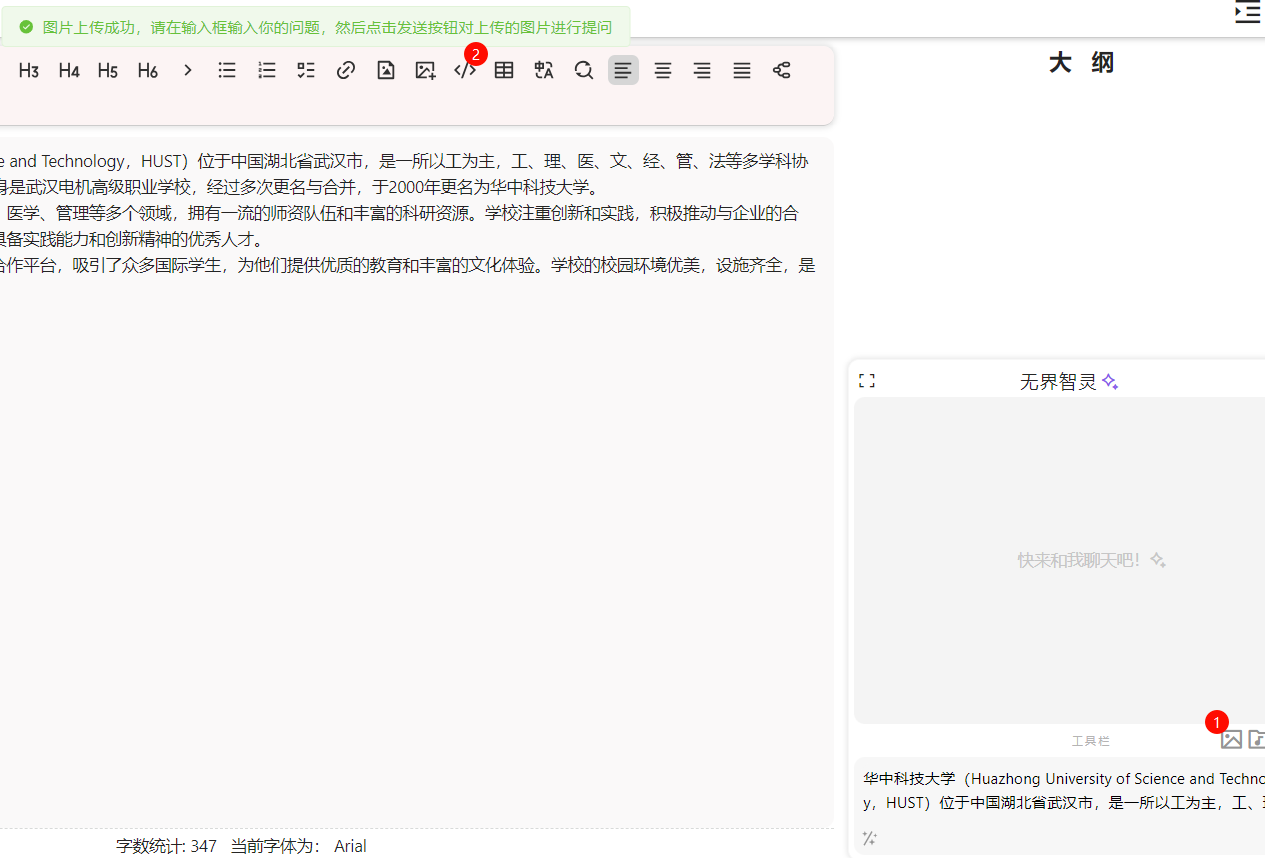 图片上传成功，请在输入框输入你的问题，然后点击发送按钮对上传的图片进行提问
2
H3 H4 H5 H6
大 纲
e and Technology，HUST）位于中国湖北省武汉市，是一所以工为主，工、理、医、文、经、管、法等多学科协
身是武汉电机高级职业学校，经过多次更名与合并，于2000年更名为华中科技大学。
医学、管理等多个领域，拥有一流的师资队伍和丰富的科研资源。学校注重创新和实践，积极推动与企业的合
具备实践能力和创新精神的优秀人才。
合作平台，吸引了众多国际学生，为他们提供优质的教育和丰富的文化体验。学校的校园环境优美，设施齐全，是
无界智灵
快来和我聊天吧！
1
工具栏
华中科技大学（Huazhong University of Science and Techno
y，HUST）位于中国湖北省武汉市，是一所以工为主，工、
字数统计: 347 当前字体为： Arial